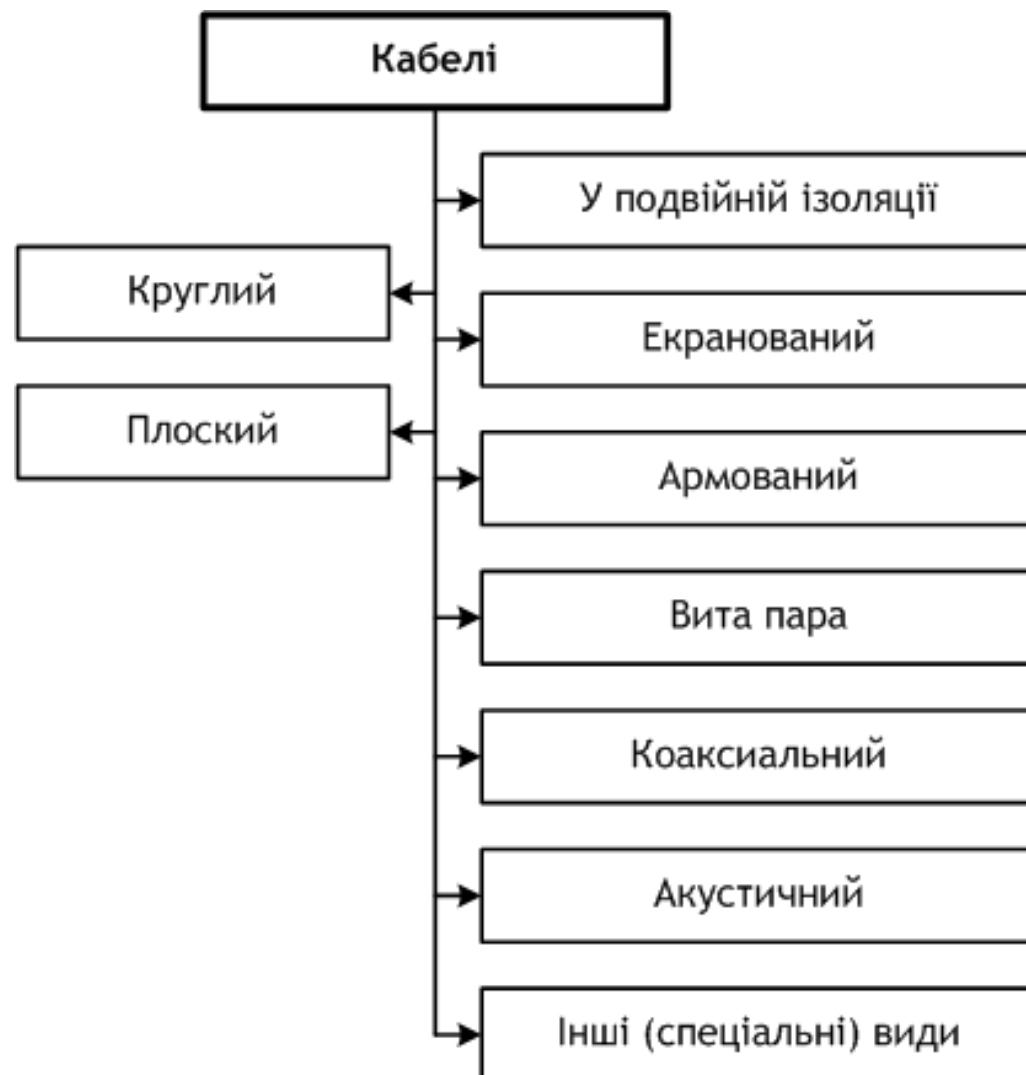 Кабелі
У подвійній ізоляції
Круглий
Екранований
Плоский
Армований
Вита пара
Коаксиальний
Акустичний
Інші (спеціальні) види